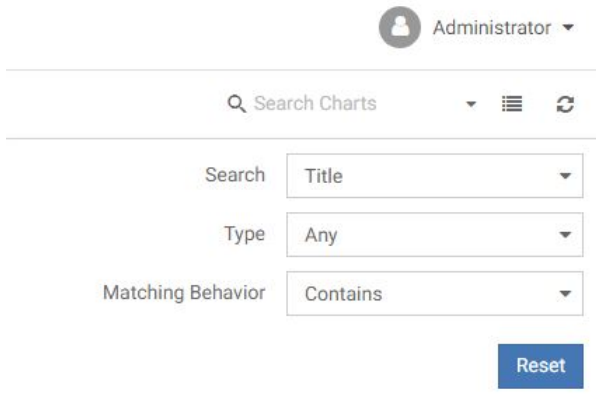 Administrator
Search Charts
Search Title
Type Any
Matching Behavior Contains
Reset